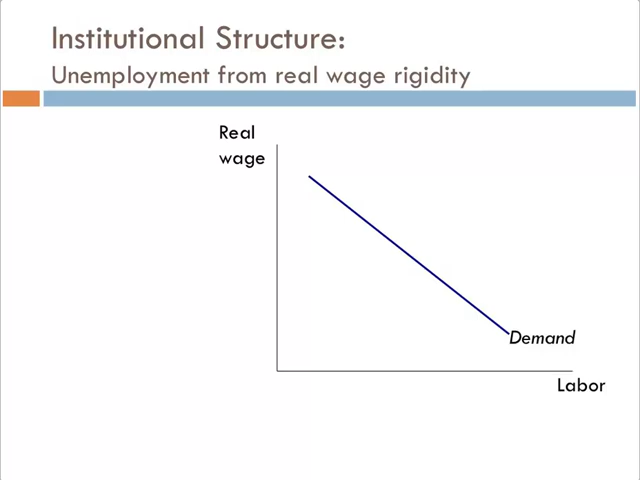 Institutional Structure:
Unemployment from real wage rigidity
Real
wage
Demand
Labor